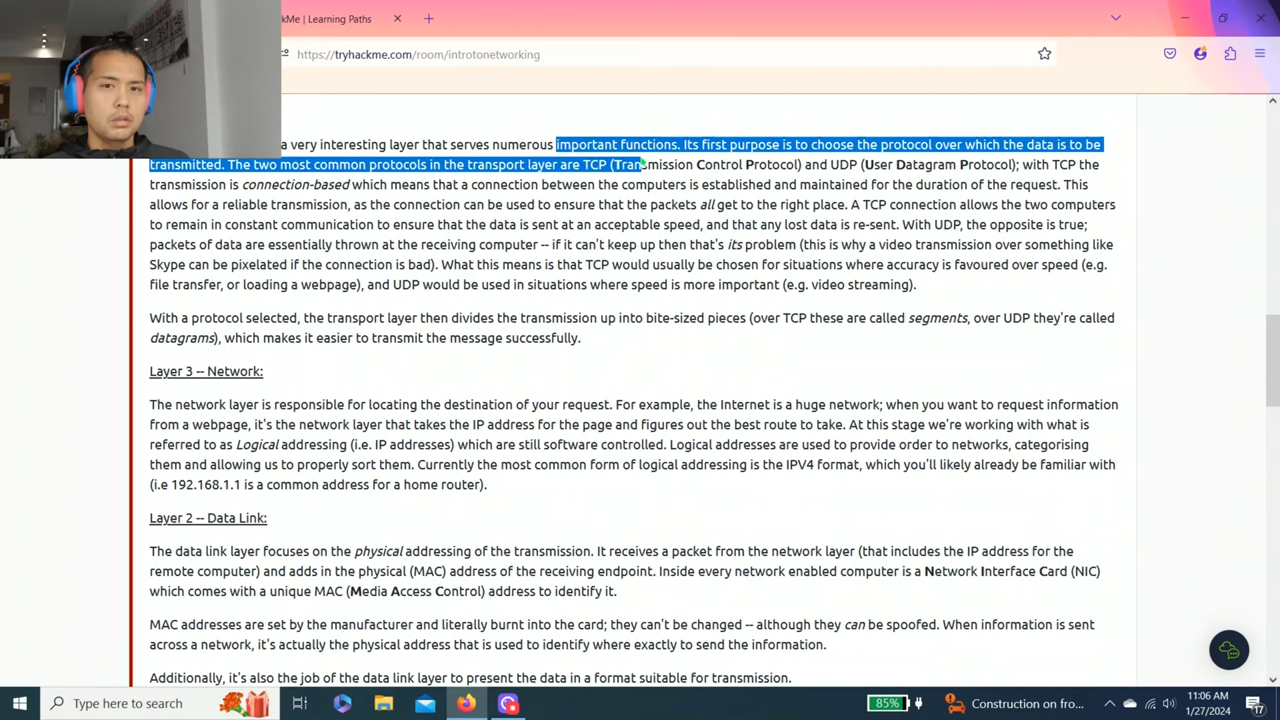 kMe | Learning Paths
https://tryhackme.com/room/introtonetworking
a very interesting layer that serves numerous important functions. Its first purpose is to choose the protocol over which the data is to be
transmitted. The two most common protocols in the transport layer are TCP (Transmission Control Protocol) and UDP (User Datagram Protocol); with TCP the
transmission is connection-based which means that a connection between the computers is established and maintained for the duration of the request. This
allows for a reliable transmission, as the connection can be used to ensure that the packets all get to the right place. A TCP connection allows the two computers
to remain in constant communication to ensure that the data is sent at an acceptable speed, and that any lost data is re-sent. With UDP, the opposite is true;
packets of data are essentially thrown at the receiving computer -- if it can't keep up then that's its problem (this is why a video transmission over something like
Skype can be pixelated if the connection is bad). What this means is that TCP would usually be chosen for situations where accuracy is favoured over speed (e.g.
file transfer, or loading a webpage), and UDP would be used in situations where speed is more important (e.g. video streaming).
With a protocol selected, the transport layer then divides the transmission up into bite-sized pieces (over TCP these are called segments, over UDP they're called
datagrams), which makes it easier to transmit the message successfully.
Layer 3 -- Network:
The network layer is responsible for locating the destination of your request. For example, the Internet is a huge network; when you want to request information
from a webpage, it's the network layer that takes the IP address for the page and figures out the best route to take. At this stage we're working with what is
referred to as Logical addressing (i.e. IP addresses) which are still software controlled. Logical addresses are used to provide order to networks, categorising
them and allowing us to properly sort them. Currently the most common form of logical addressing is the IPV4 format, which you'll likely already be familiar with
(i.e 192.168.1.1 is a common address for a home router).
Layer 2 -- Data Link:
The data link layer focuses on the physical addressing of the transmission. It receives a packet from the network layer (that includes the IP address for the
remote computer) and adds in the physical (MAC) address of the receiving endpoint. Inside every network enabled computer is a Network Interface Card (NIC)
which comes with a unique MAC (Media Access Control) address to identify it.
MAC addresses are set by the manufacturer and literally burnt into the card; they can't be changed -- although they can be spoofed. When information is sent
across a network, it's actually the physical address that is used to identify where exactly to send the information.
Additionally, it's also the job of the data link layer to present the data in a format suitable for transmission.
Type here to search
85%
Construction on fro...
11:06 AM
1/27/2024
17